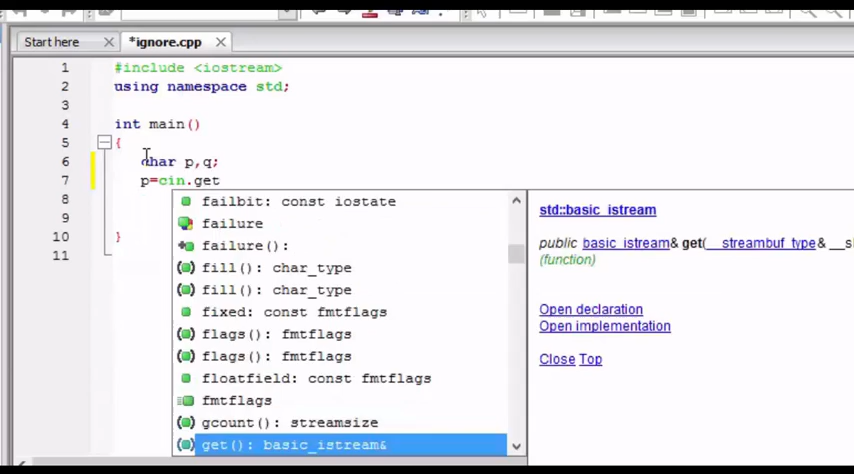 Start here
*ignore.cpp
1 #include <iostream>
2 using namespace std;
3
4 int main()
5 {
6 char p,q;
7 p=cin.get
8
9
10 }
11
failbit: const iostate
failure
failure():
fill(): char_type
fill(): char_type
fixed: const fmtflags
flags(): fmtflags
flags(): fmtflags
floatfield: const fmtflags
fmtflags
gcount(): streamsize
get(): basic_istream&
std::basic_istream
public basic_istream& get(__streambuf_type&
(function)
Open declaration
Open implementation
Close Top